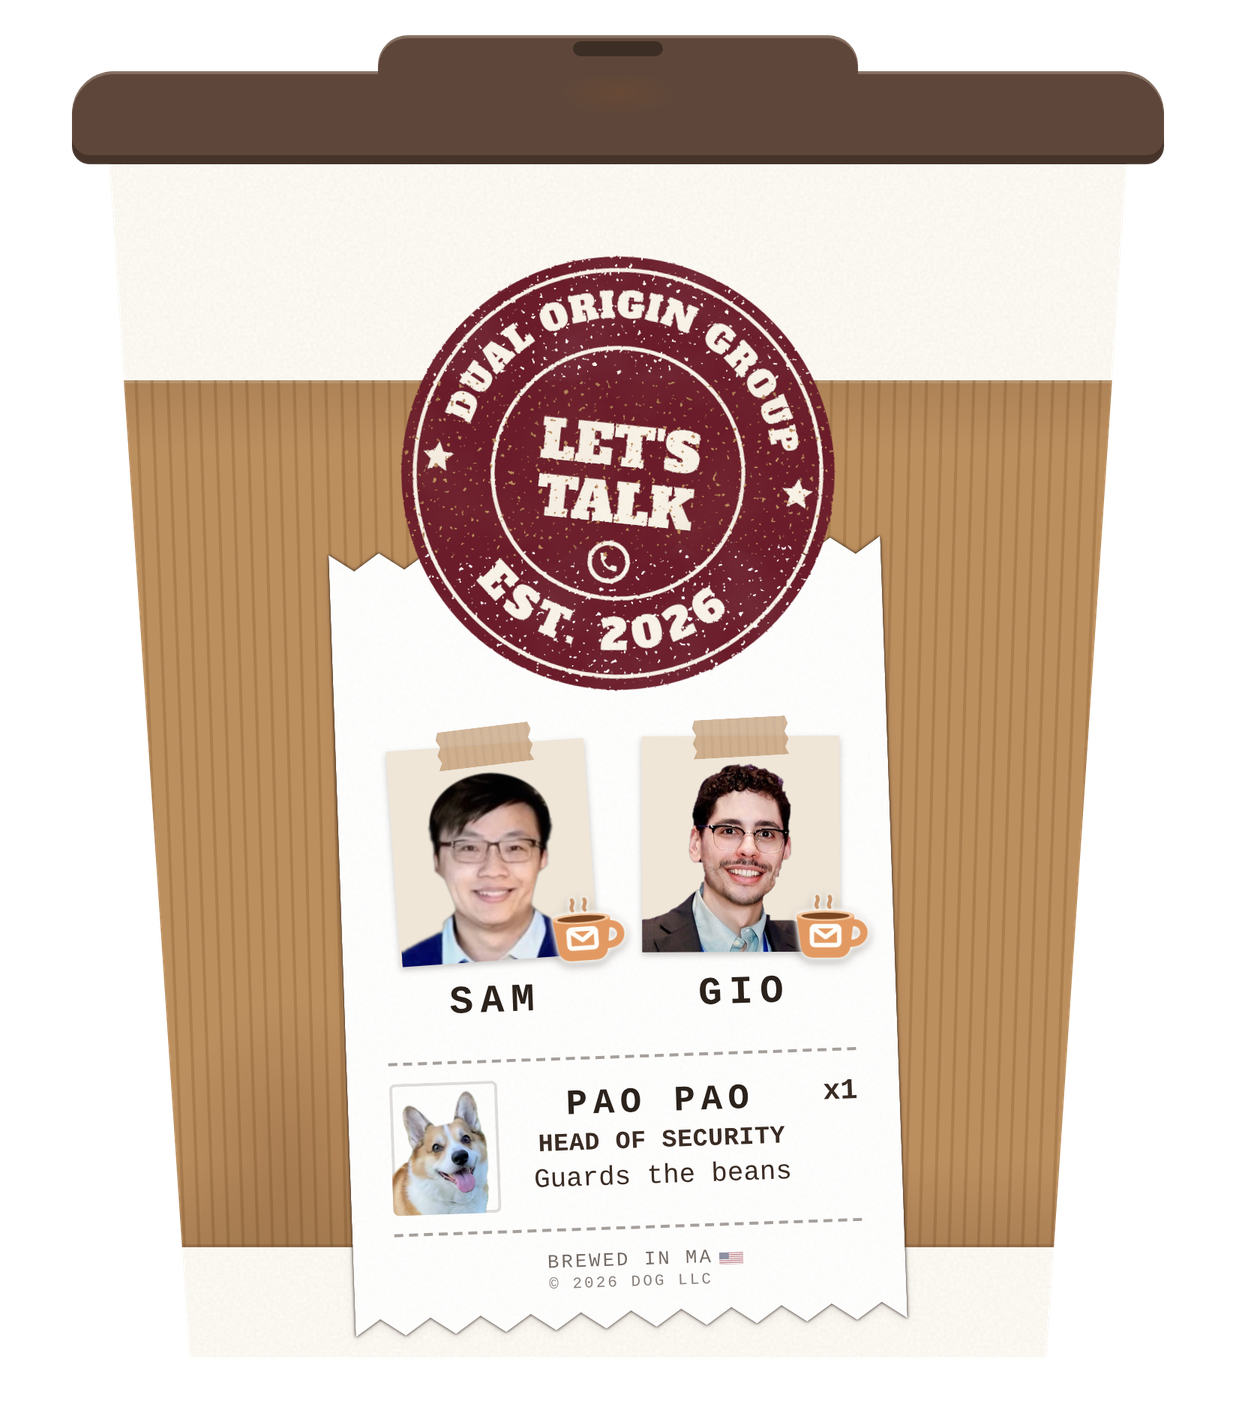 DUAL ORIGIN GROUP
LET'S
TALK
EST. 2026
SAM
GIO
PAO PAO
x1
HEAD OF SECURITY
Guards the beans
BREWED IN MA
© 2026 DOG LLC